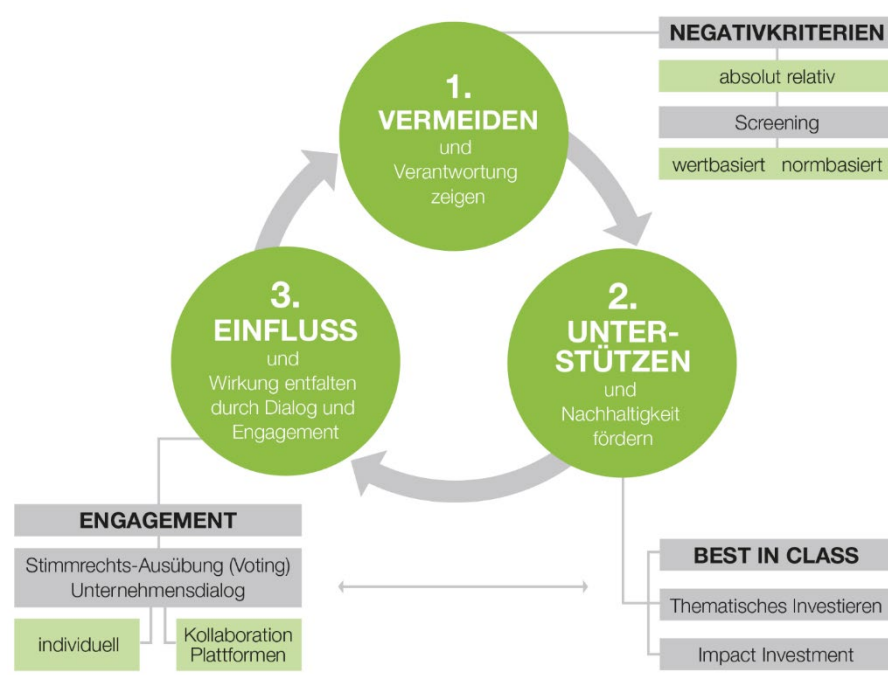 1.
VERMEIDEN
und
Verantwortung
zeigen
NEGATIVKRITERIEN
absolut relativ
Screening
wertbasiert normbasiert
2.
UNTER-
STÜTZEN
und
Nachhaltigkeit
fördern
3.
EINFLUSS
und
Wirkung entfalten
durch Dialog und
Engagement
ENGAGEMENT
Stimmrechts-Ausübung (Voting)
Unternehmensdialog
individuell
Kollaboration
Plattformen
BEST IN CLASS
Thematisches Investieren
Impact Investment